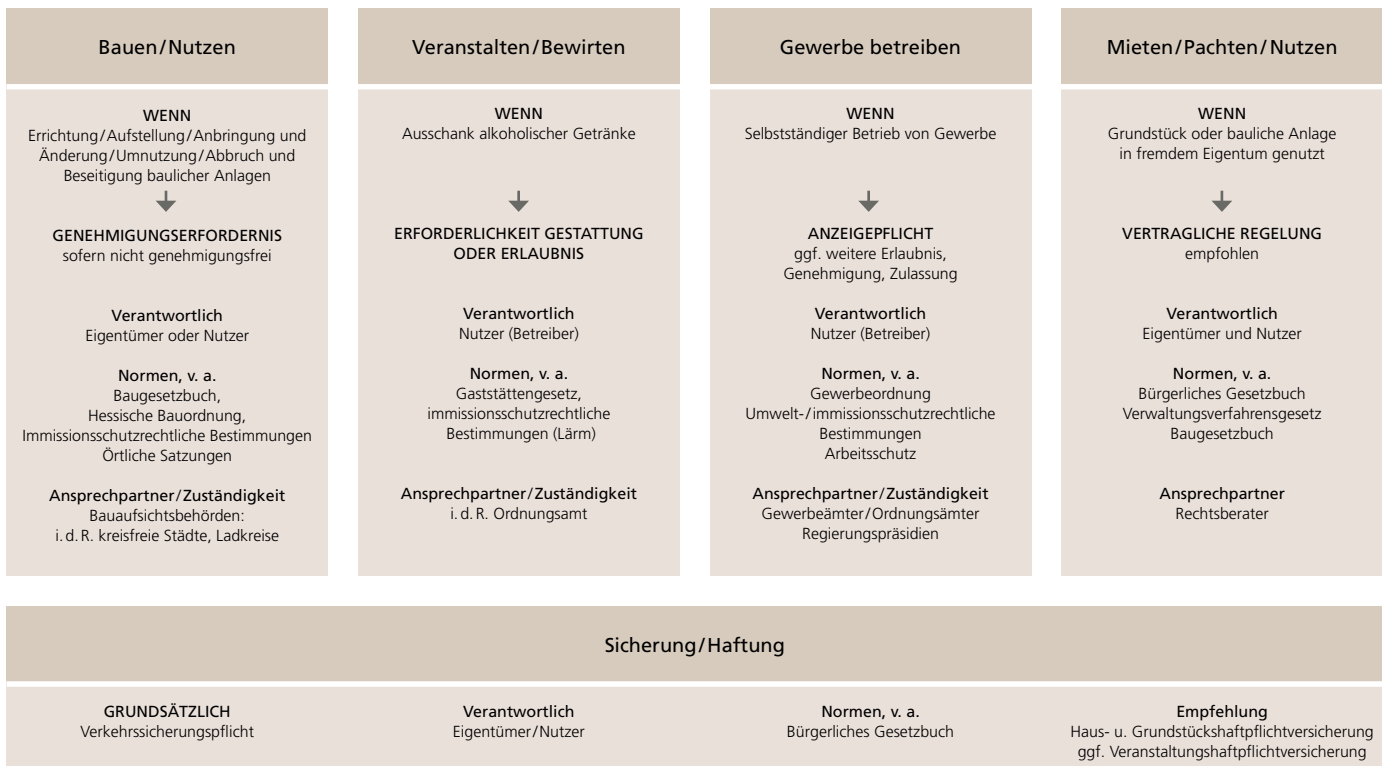 Bauen/Nutzen
WENN
Errichtung/Aufstellung/Anbringung und
Änderung/Umnutzung/Abbruch und
Beseitigung baulicher Anlagen
GENEHMIGUNGSERFORDERNIS
sofern nicht genehmigungsfrei
Verantwortlich
Eigentümer oder Nutzer
Normen, v. a.
Baugesetzbuch,
Hessische Bauordnung,
Immissionsschutzrechtliche Bestimmungen
Örtliche Satzungen
Ansprechpartner/Zuständigkeit
Bauaufsichtsbehörden:
i. d. R. kreisfreie Städte, Ladkreise
Veranstalten/Bewirten
WENN
Ausschank alkoholischer Getränke
ERFORDERLICHKEIT GESTATTUNG
ODER ERLAUBNIS
Verantwortlich
Nutzer (Betreiber)
Normen, v. a.
Gaststättengesetz,
immissionsschutzrechtliche
Bestimmungen (Lärm)
Ansprechpartner/Zuständigkeit
i. d. R. Ordnungsamt
Gewerbe betreiben
WENN
Selbstständiger Betrieb von Gewerbe
ANZEIGEPFLICHT
ggf. weitere Erlaubnis,
Genehmigung, Zulassung
Verantwortlich
Nutzer (Betreiber)
Normen, v. a.
Gewerbeordnung
Umwelt-/immissionsschutzrechtliche
Bestimmungen
Arbeitsschutz
Ansprechpartner/Zuständigkeit
Gewerbeämter/Ordnungsämter
Regierungspräsidien
Mieten/Pachten/Nutzen
WENN
Grundstück oder bauliche Anlage
in fremdem Eigentum genutzt
VERTRAGLICHE REGELUNG
empfohlen
Verantwortlich
Eigentümer und Nutzer
Normen, v. a.
Bürgerliches Gesetzbuch
Verwaltungsverfahrensgesetz
Baugesetzbuch
Ansprechpartner
Rechtsberater
Sicherung/Haftung
GRUNDSÄTZLICH
Verkehrssicherungspflicht
Verantwortlich
Eigentümer/Nutzer
Normen, v. a.
Bürgerliches Gesetzbuch
Empfehlung
Haus- u. Grundstückshaftpflichtversicherung
ggf. Veranstaltungshaftpflichtversicherung